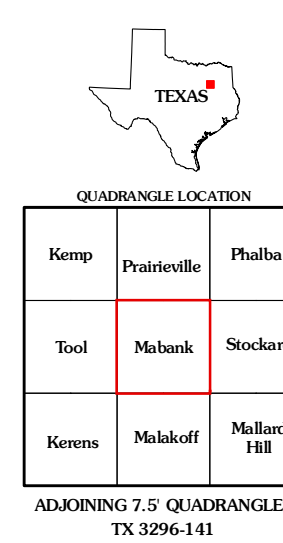 TEXAS
QUADRANGLE LOCATION
Kemp
Prairieville
Phalba
Tool
Mabank
Stockar
Kerens
Malakoff
Mallard
Hill
ADJOINING 7.5' QUADRANGLE
TX 3296-141